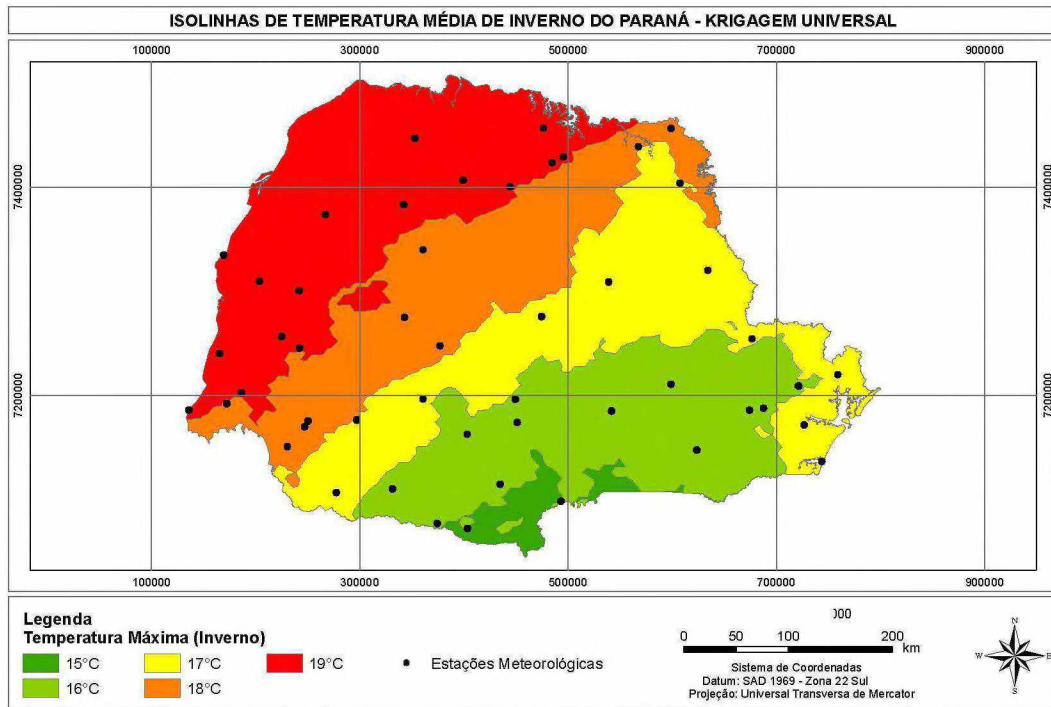 ISOLINHAS DE TEMPERATURA MÉDIA DE INVERNO DO PARANÁ - KRIGAGEM UNIVERSAL
100000 300000 500000 700000 900000
7400000 7400000
7200000 7200000
100000 300000 500000 700000 900000
Legenda
Temperatura Máxima (Inverno)
15°C 17°C 19°C Estações Meteorológicas
16°C 18°C
000
0 50 100 200
km
Sistema de Coordenadas
Datum: SAD 1969 - Zona 22 Sul
Projeção: Universal Transversa de Mercator
N
W E
S